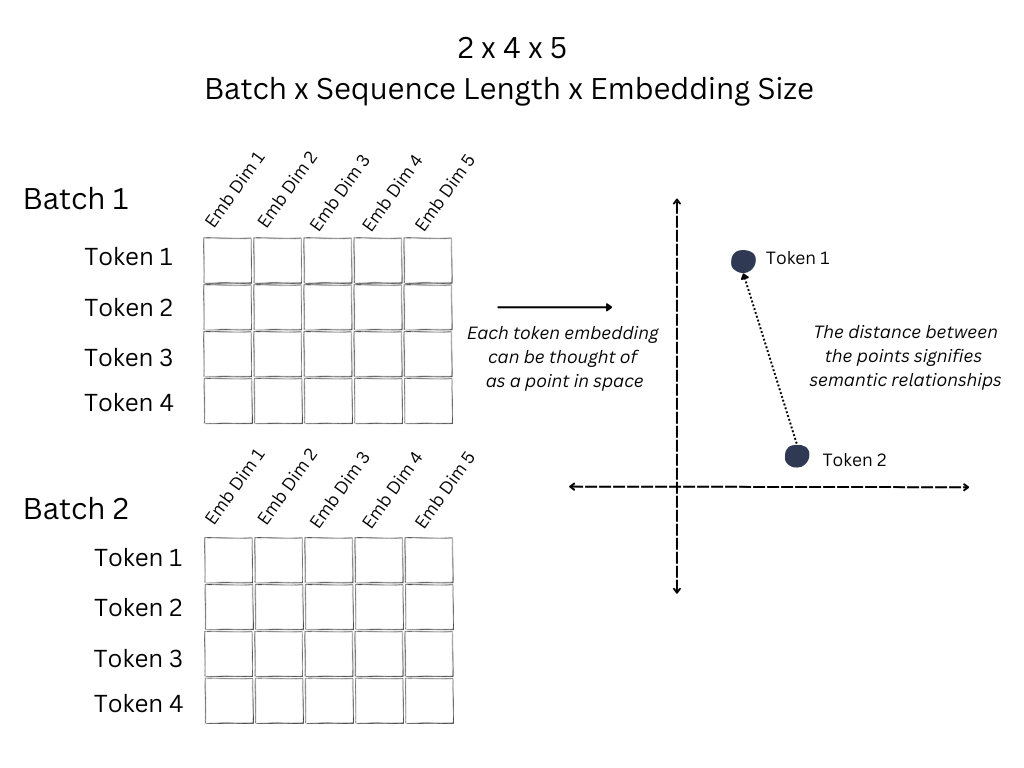 2 x 4 x 5
Batch x Sequence Length x Embedding Size
Batch 1
Emb Dim 1
Emb Dim 2
Emb Dim 3
Emb Dim 4
Emb Dim 5
Token 1
Token 2
Token 3
Token 4
Each token embedding
can be thought of
as a point in space
Token 1
The distance between
the points signifies
semantic relationships
Token 2
Batch 2
Emb Dim 1
Emb Dim 2
Emb Dim 3
Emb Dim 4
Emb Dim 5
Token 1
Token 2
Token 3
Token 4